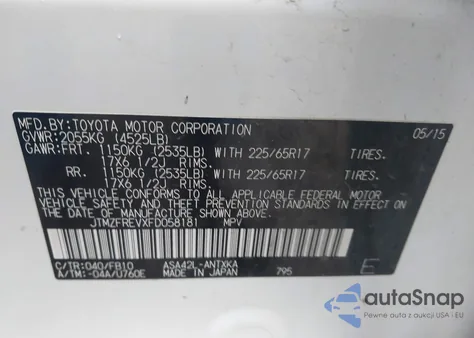 MFD.BY:TOYOTA MOTOR CORPORATION 05/15
GVWR:2055KG (4525LB)
GAWR:FRT. 1150KG (2535LB) WITH 225/65R17 TIRES.
17X6 1/2J RIMS.
RR. 1150KG (2535LB) WITH 225/65R17 TIRES.
17X6 1/2J RIMS.
THIS VEHICLE CONFORMS TO ALL APPLICABLE FEDERAL MOTOR
VEHICLE SAFETY AND THEFT PREVENTION STANDARDS IN EFFECT
ON THE DATE OF MANUFACTURE SHOWN ABOVE.
JTMZFREVXFD058181 MPV
C/TR:040/FB10 ASA42L-ANTXKA
A/TM:-04A/U760E MADE IN JAPAN 795 E
autoSnap
Pewne auta z aukcji USA i EU